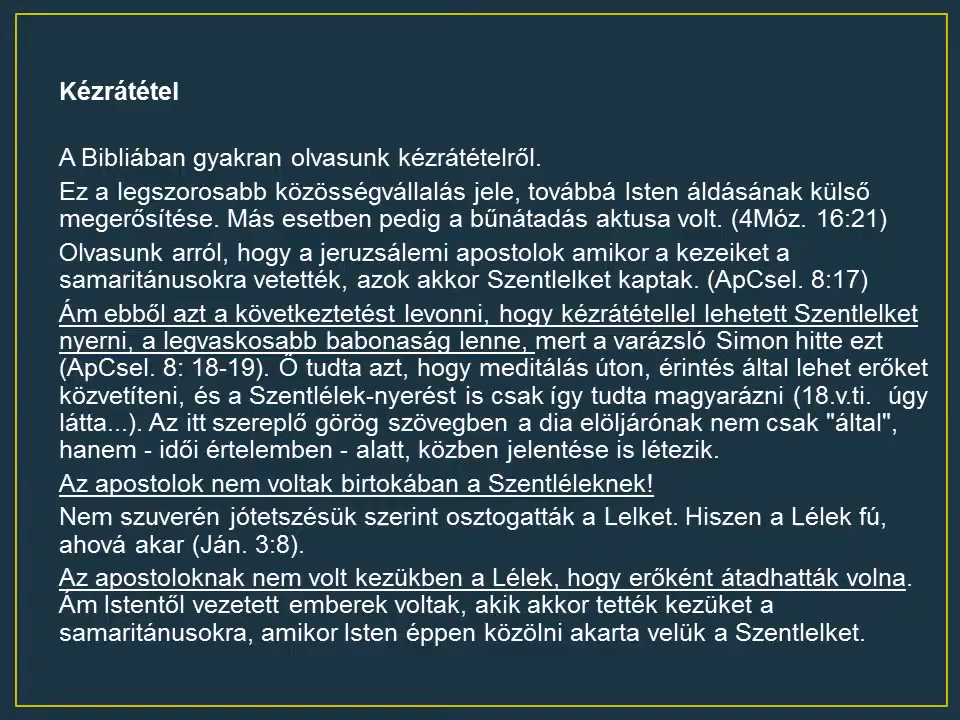 Kézrátétel
A Bibliában gyakran olvasunk kézrátételről.
Ez a legszorosabb közösségvállalás jele, továbbá Isten áldásának külső
megerősítése. Más esetben pedig a bűnátadás aktusa volt. (4Móz. 16:21)
Olvasunk arról, hogy a jeruzsálemi apostolok amikor a kezeiket a
samaritánusokra vetették, azok akkor Szentlelket kaptak. (ApCsel. 8:17)
Ám ebből azt a következtetést levonni, hogy kézrátétellel lehetett Szentlelket
nyerni, a legvaskosabb babonaság lenne, mert a varázsló Simon hitte ezt
(ApCsel. 8: 18-19). Ő tudta azt, hogy meditálás úton, érintés által lehet erőket
közvetíteni, és a Szentlélek-nyerést is csak így tudta magyarázni (18.v.ti.  úgy
látta...). Az itt szereplő görög szövegben a dia elöljárónak nem csak "által",
hanem - idői értelemben - alatt, közben jelentése is létezik.
Az apostolok nem voltak birtokában a Szentléleknek!
Nem szuverén jótetszésük szerint osztogatták a Lelket. Hiszen a Lélek fú,
ahová akar (Ján. 3:8).
Az apostoloknak nem volt kezükben a Lélek, hogy erőként átadhatták volna.
Ám Istentől vezetett emberek voltak, akik akkor tették kezüket a
samaritánusokra, amikor Isten éppen közölni akarta velük a Szentlelket.